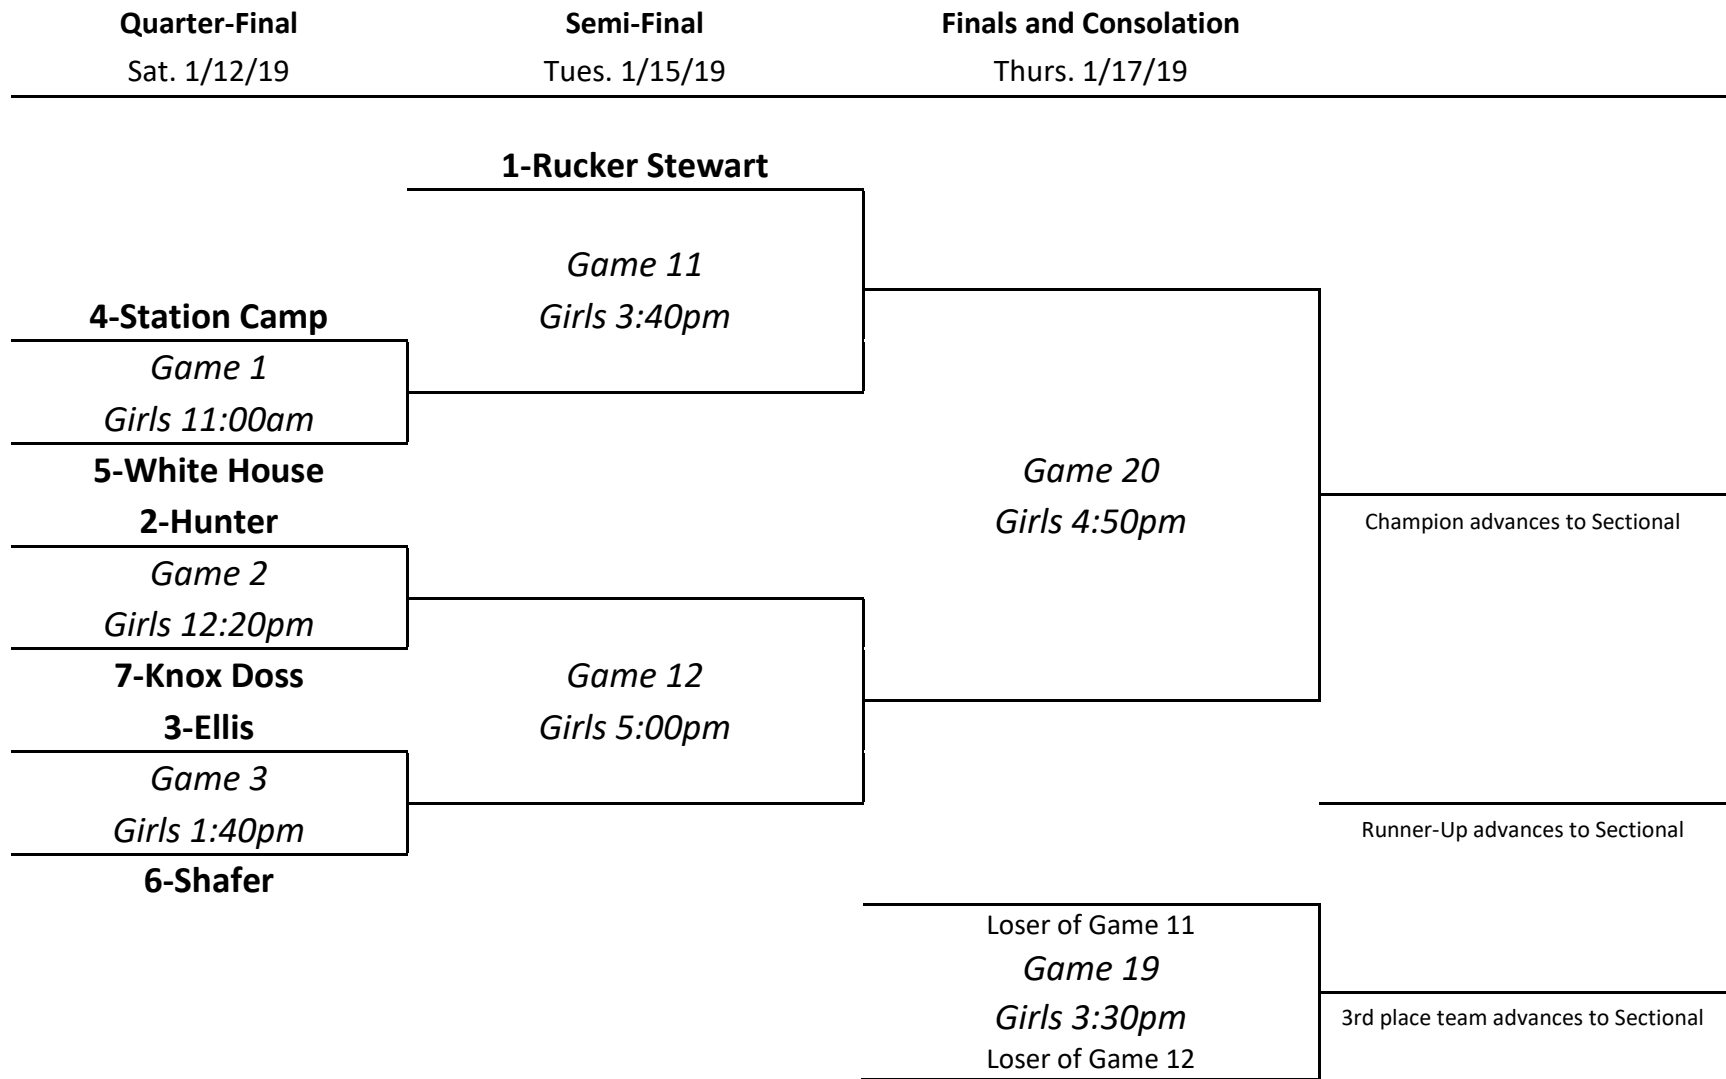 Quarter-Final
Semi-Final
Finals and Consolation
Sat. 1/12/19
Tues. 1/15/19
Thurs. 1/17/19
1-Rucker Stewart
Game 11
Girls 3:40pm
4-Station Camp
Game 1
Girls 11:00am
5-White House
2-Hunter
Game 2
Girls 12:20pm
7-Knox Doss
3-Ellis
Game 3
Girls 1:40pm
6-Shafer
Game 12
Girls 5:00pm
Game 20
Girls 4:50pm
Champion advances to Sectional
Runner-Up advances to Sectional
Loser of Game 11
Game 19
Girls 3:30pm
Loser of Game 12
3rd place team advances to Sectional